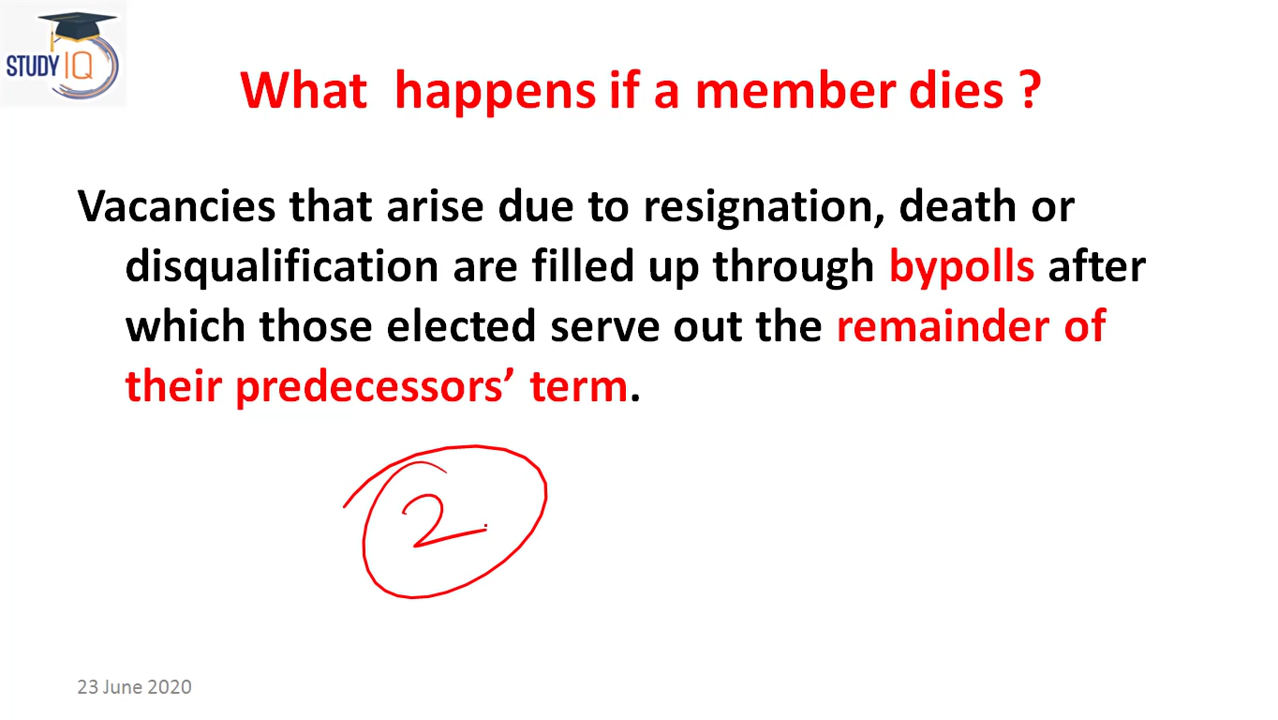 STUDY IQ
What happens if a member dies ?
Vacancies that arise due to resignation, death or
disqualification are filled up through bypolls after
which those elected serve out the remainder of
their predecessors’ term.
2
23 June 2020